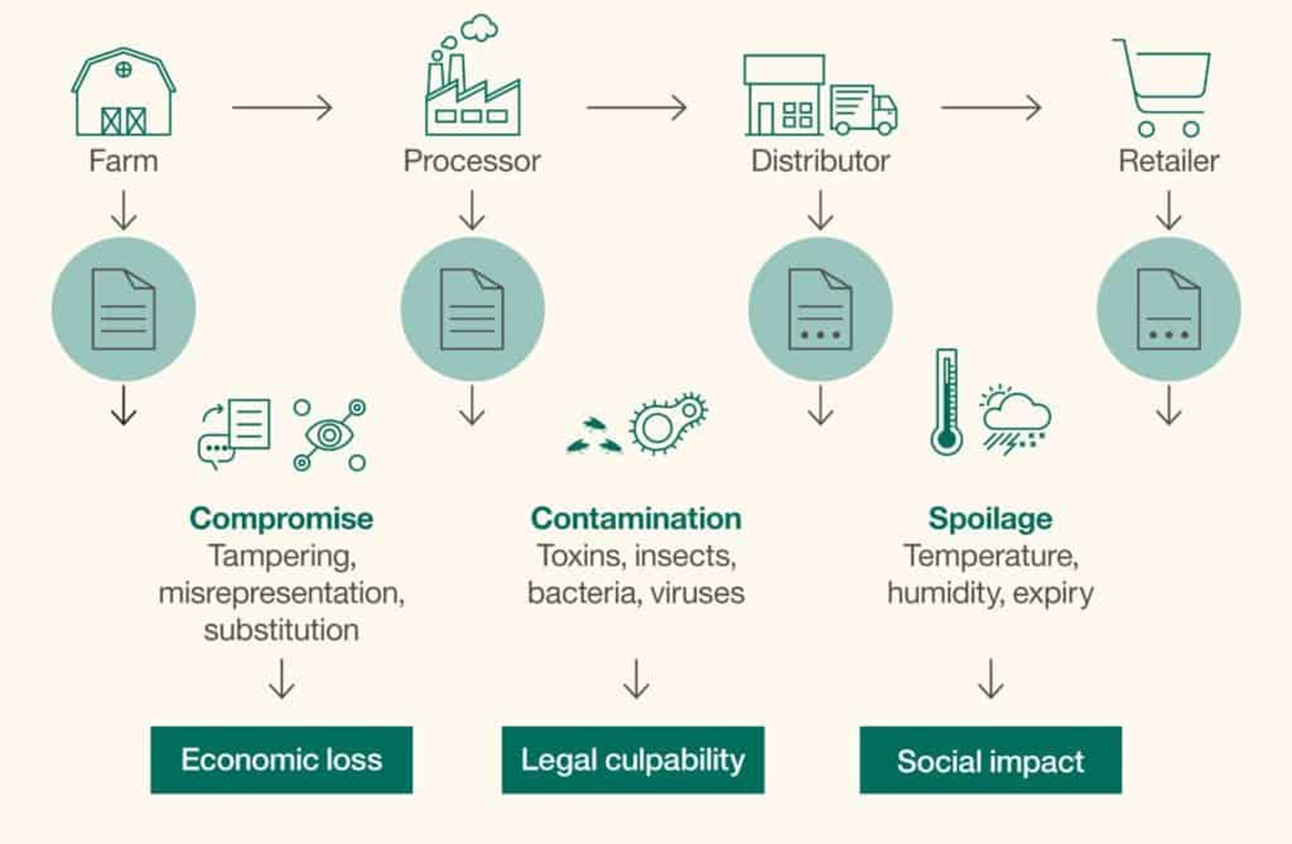 Farm
Processor
Distributor
Retailer
Compromise
Tampering,
misrepresentation,
substitution
Contamination
Toxins, insects,
bacteria, viruses
Spoilage
Temperature,
humidity, expiry
Economic loss
Legal culpability
Social impact